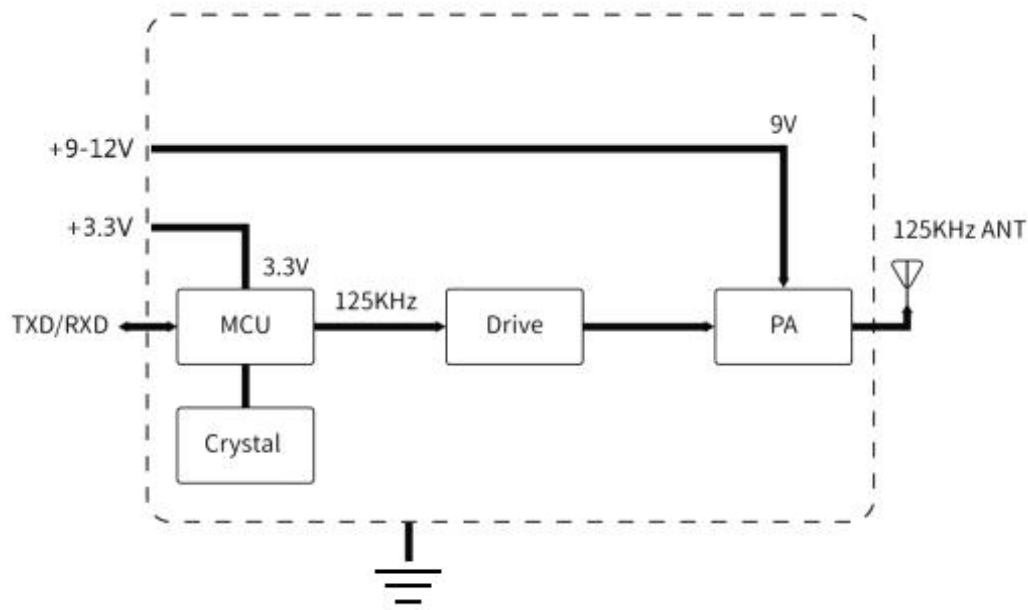 9V
+9-12V
+3.3V
125KHz ANT
3.3V
125KHz
TXD/RXD
MCU
Drive
PA
Crystal